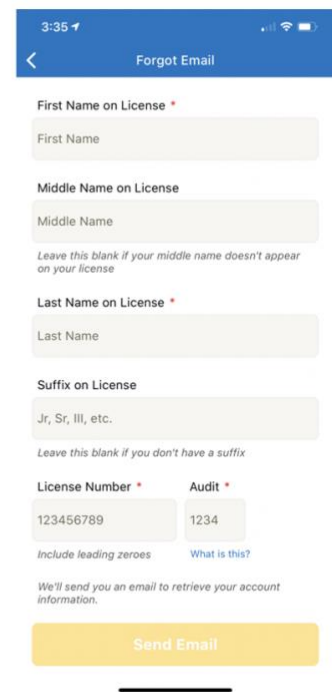 3:35
Forgot Email
First Name on License *
First Name
Middle Name on License
Middle Name
Leave this blank if your middle name doesn't appear
on your license
Last Name on License *
Last Name
Suffix on License
Jr, Sr, III, etc.
Leave this blank if you don't have a suffix
License Number * Audit *
123456789 1234
Include leading zeroes What is this?
We'll send you an email to retrieve your account
information.
Send Email